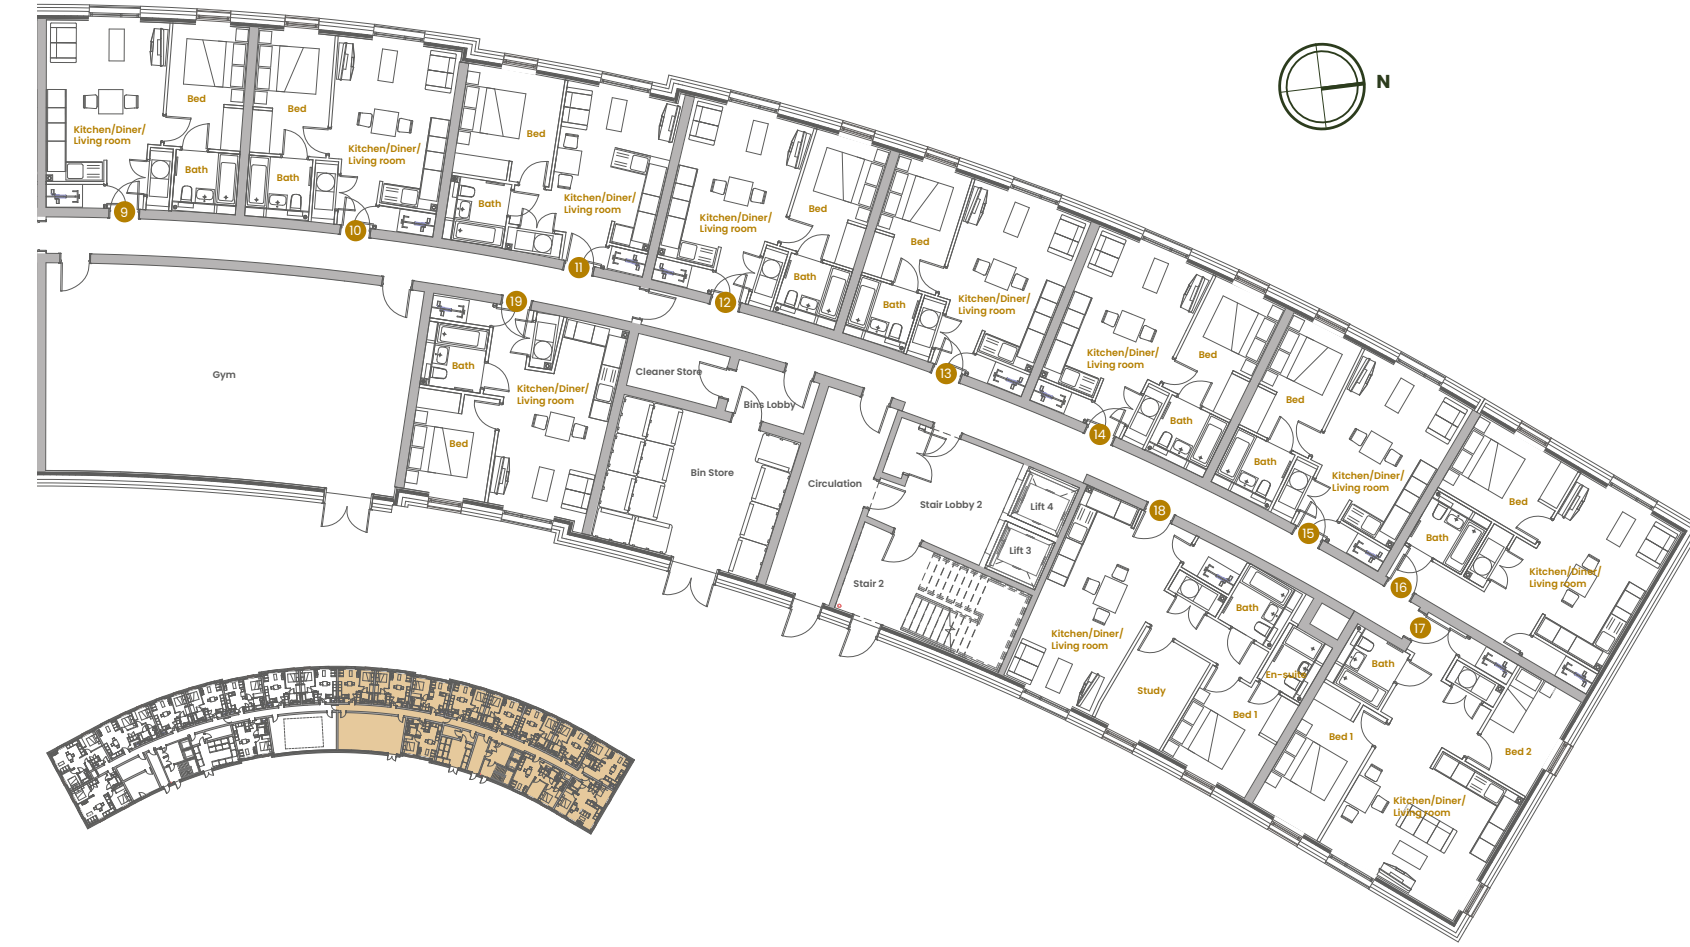 N
Bed
Kitchen/Diner/
Living room
Bath
9
Bed
Kitchen/Diner/
Living room
Bath
10
Bed
Kitchen/Diner/
Living room
Bath
11
Kitchen/Diner/
Living room
Bed
Bath
12
Bed
Kitchen/Diner/
Living room
Bath
13
Kitchen/Diner/
Living room
Bed
Bath
14
Bed
Kitchen/Diner/
Living room
Bath
15
Bed
Kitchen/Diner/
Living room
Bath
16
Gym
19
Bath
Kitchen/Diner/
Living room
Bed
Cleaner Store
Bins Lobby
Bin Store
Circulation
Stair Lobby 2
Lift 4
Lift 3
Stair 2
18
Kitchen/Diner/
Living room
Bath
En-suite
Study
Bed 1
17
Bath
Bed 1
Bed 2
Kitchen/Diner/
Living room